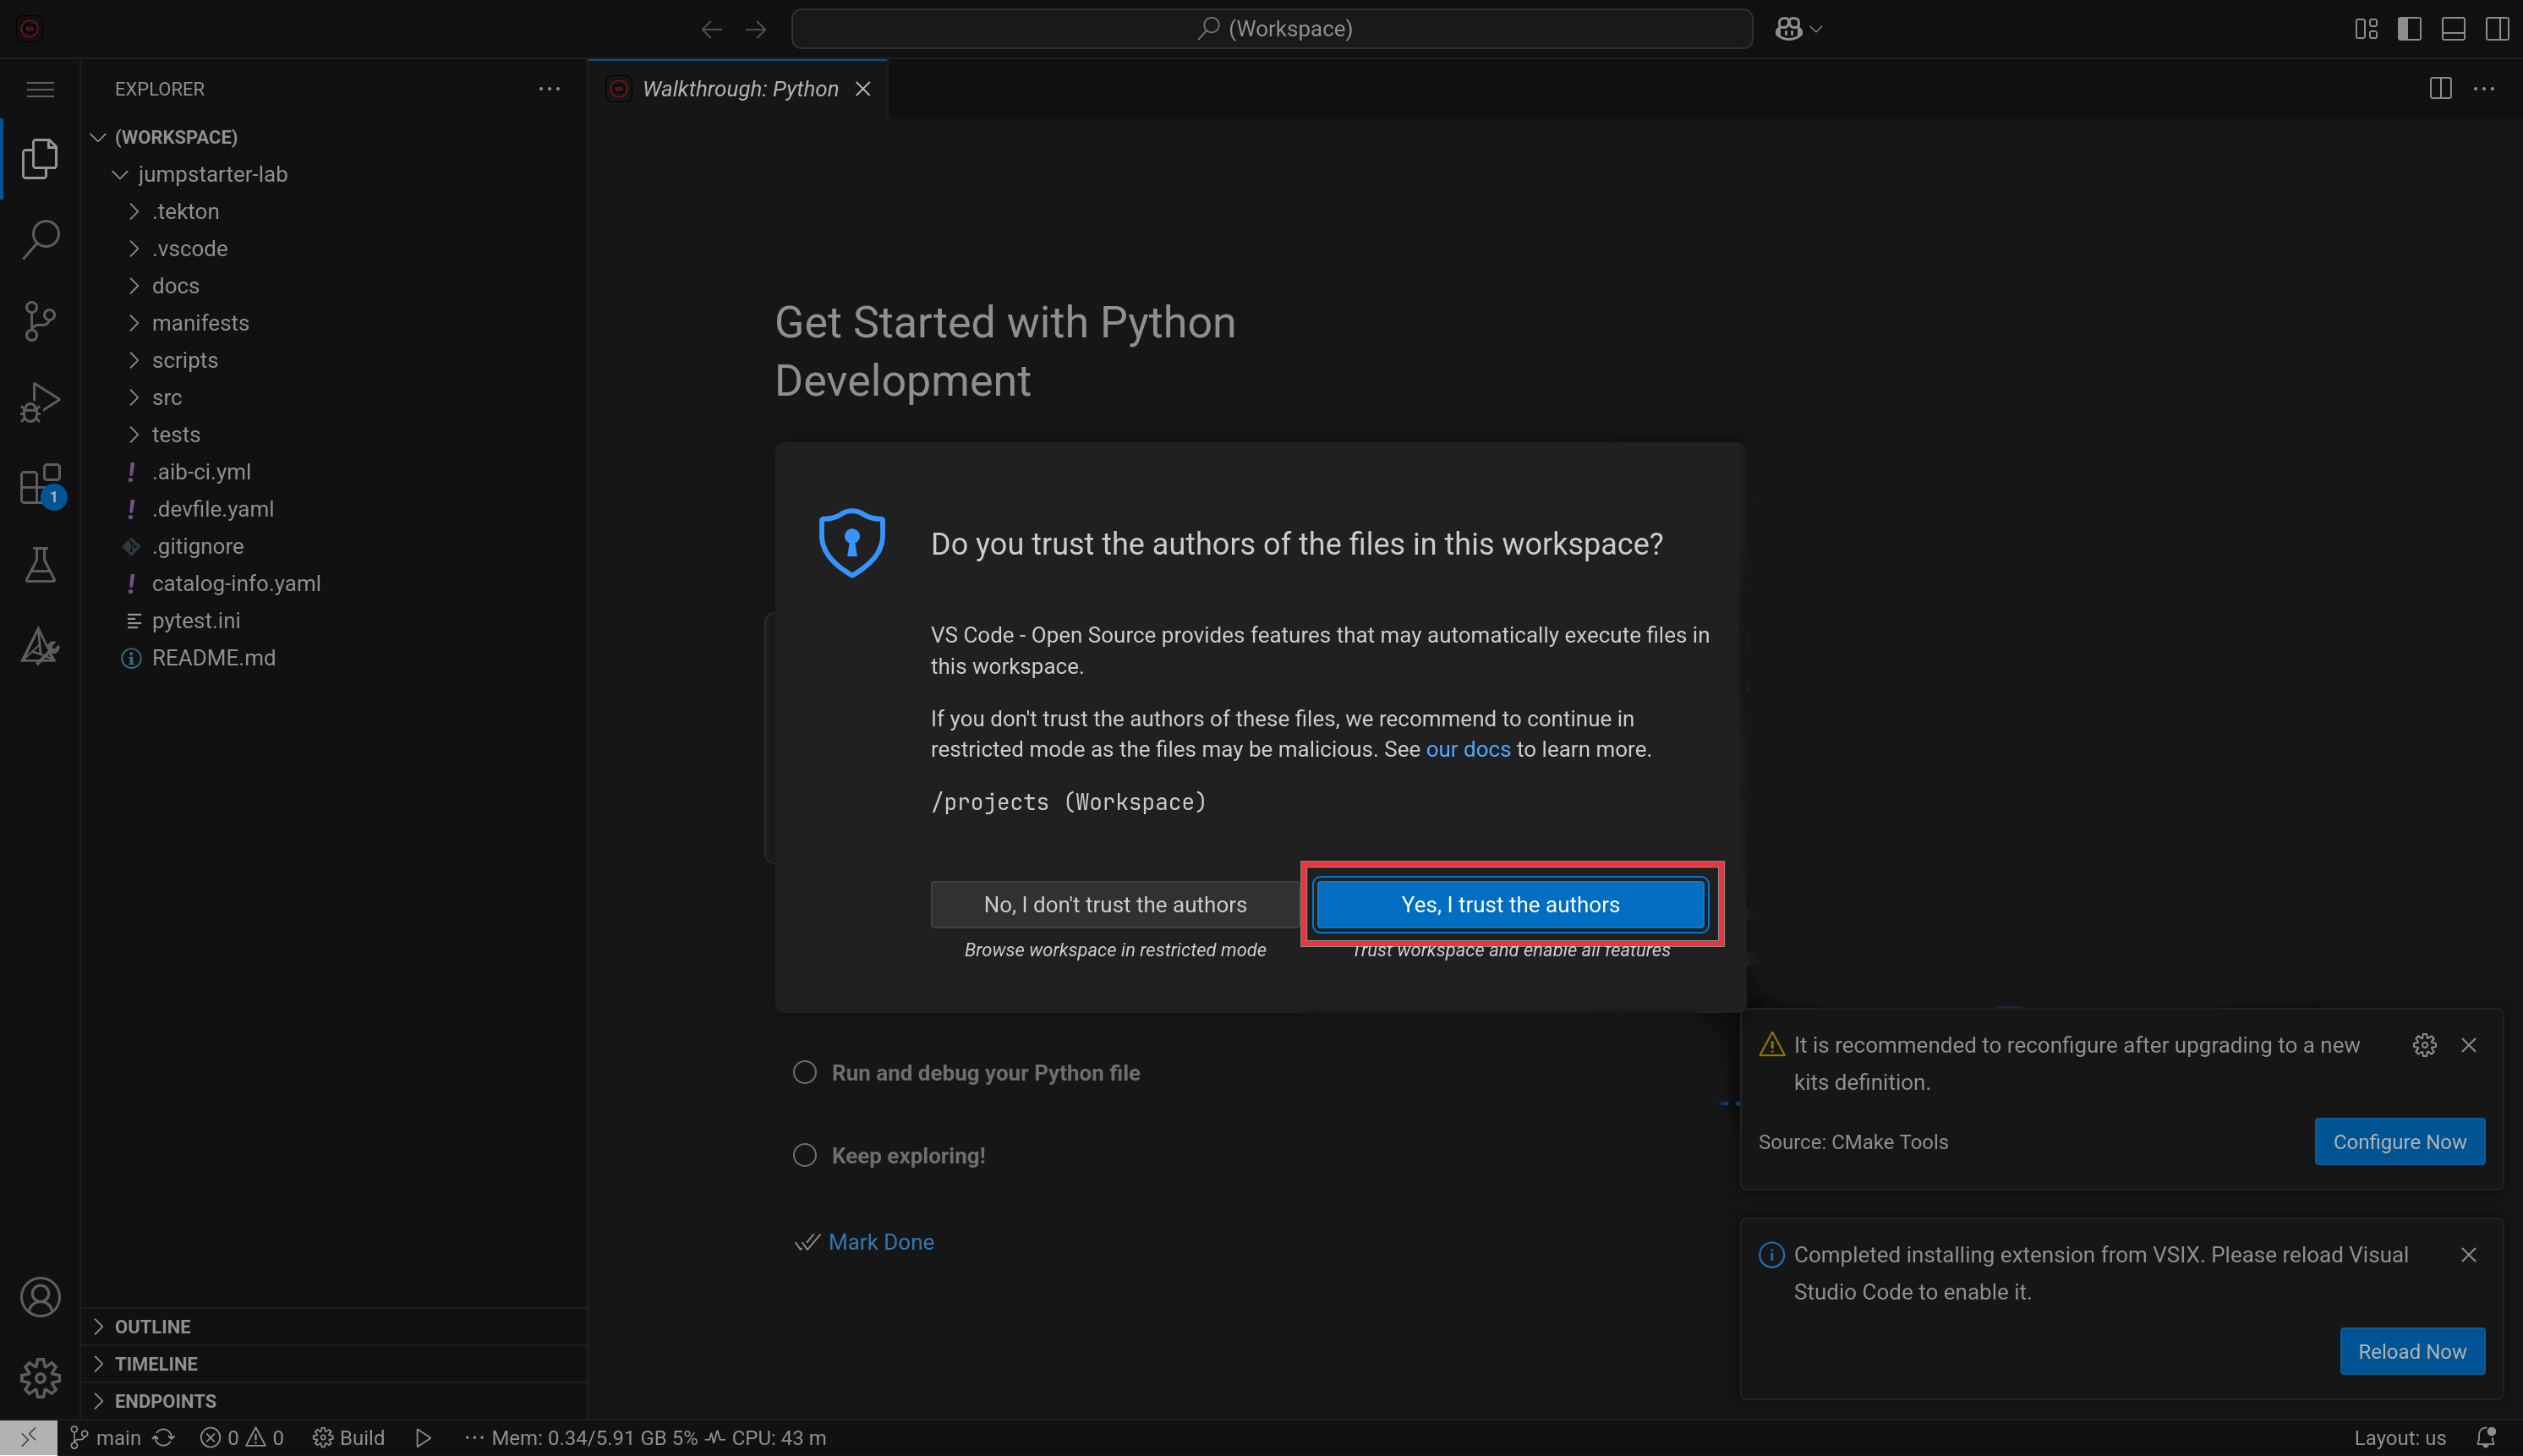 (Workspace)
EXPLORER
Walkthrough: Python
(WORKSPACE)
jumpstarter-lab
.tekton
.vscode
docs
manifests
scripts
src
tests
.aib-ci.yml
.devfile.yaml
.gitignore
catalog-info.yaml
pytest.ini
README.md
1
OUTLINE
TIMELINE
ENDPOINTS
Get Started with Python
Development
Do you trust the authors of the files in this workspace?
VS Code - Open Source provides features that may automatically execute files in
this workspace.
If you don't trust the authors of these files, we recommend to continue in
restricted mode as the files may be malicious. See our docs to learn more.
/projects (Workspace)
No, I don't trust the authors
Yes, I trust the authors
Browse workspace in restricted mode
Trust workspace and enable all features
Run and debug your Python file
Keep exploring!
Mark Done
It is recommended to reconfigure after upgrading to a new
kits definition.
Source: CMake Tools
Configure Now
Completed installing extension from VSIX. Please reload Visual
Studio Code to enable it.
Reload Now
main
0
0
Build
Mem: 0.34/5.91 GB 5%
CPU: 43 m
Layout: us